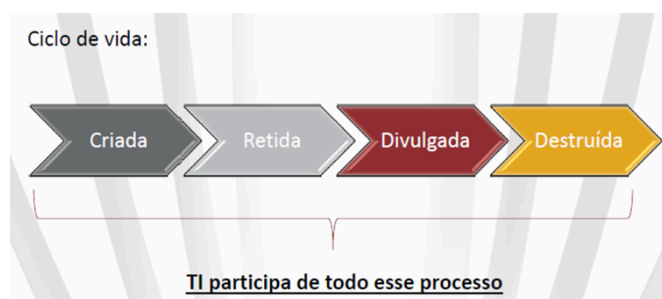 Ciclo de vida:
Criada
Retida
Divulgada
Destruída
TI participa de todo esse processo